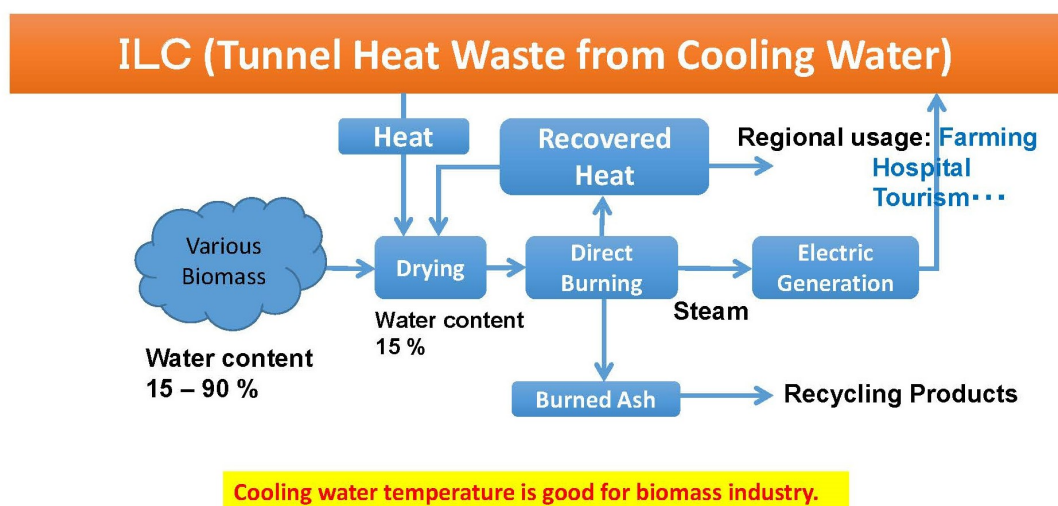 ILC (Tunnel Heat Waste from Cooling Water)
Heat
Recovered
Heat
Regional usage: Farming
Hospital
Tourism･･･
Various
Biomass
Drying
Direct
Burning
Electric
Generation
Steam
Water content
15 %
Water content
15 – 90 %
Burned Ash
Recycling Products
Cooling water temperature is good for biomass industry.